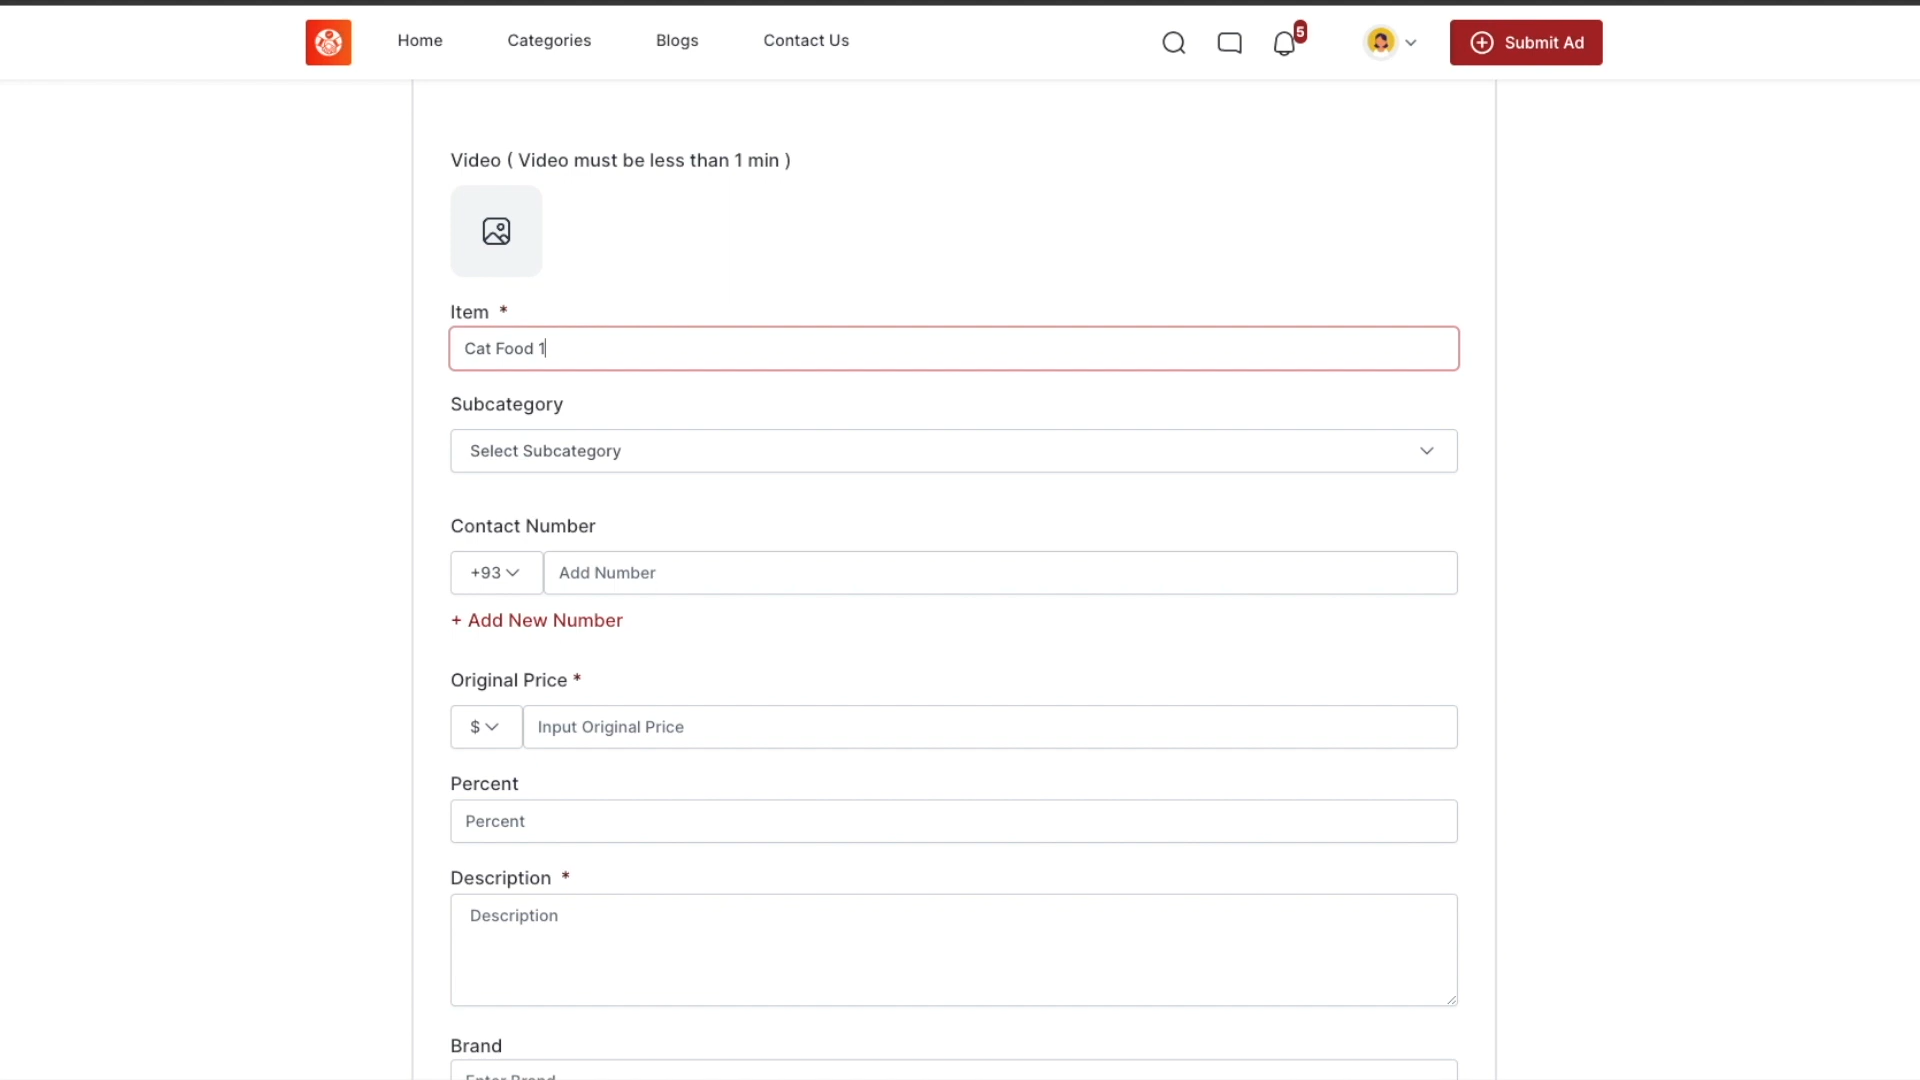 Home
Categories
Blogs
Contact Us
5
Submit Ad
Video ( Video must be less than 1 min )
Item *
Cat Food 1
Subcategory
Select Subcategory
Contact Number
+93
Add Number
+ Add New Number
Original Price *
$
Input Original Price
Percent
Percent
Description *
Description
Brand
Enter Brand